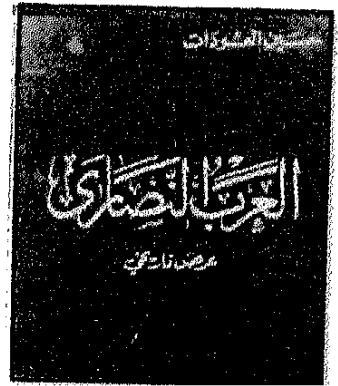 حسين العودات
العرب النصارى
عرض تاريخي